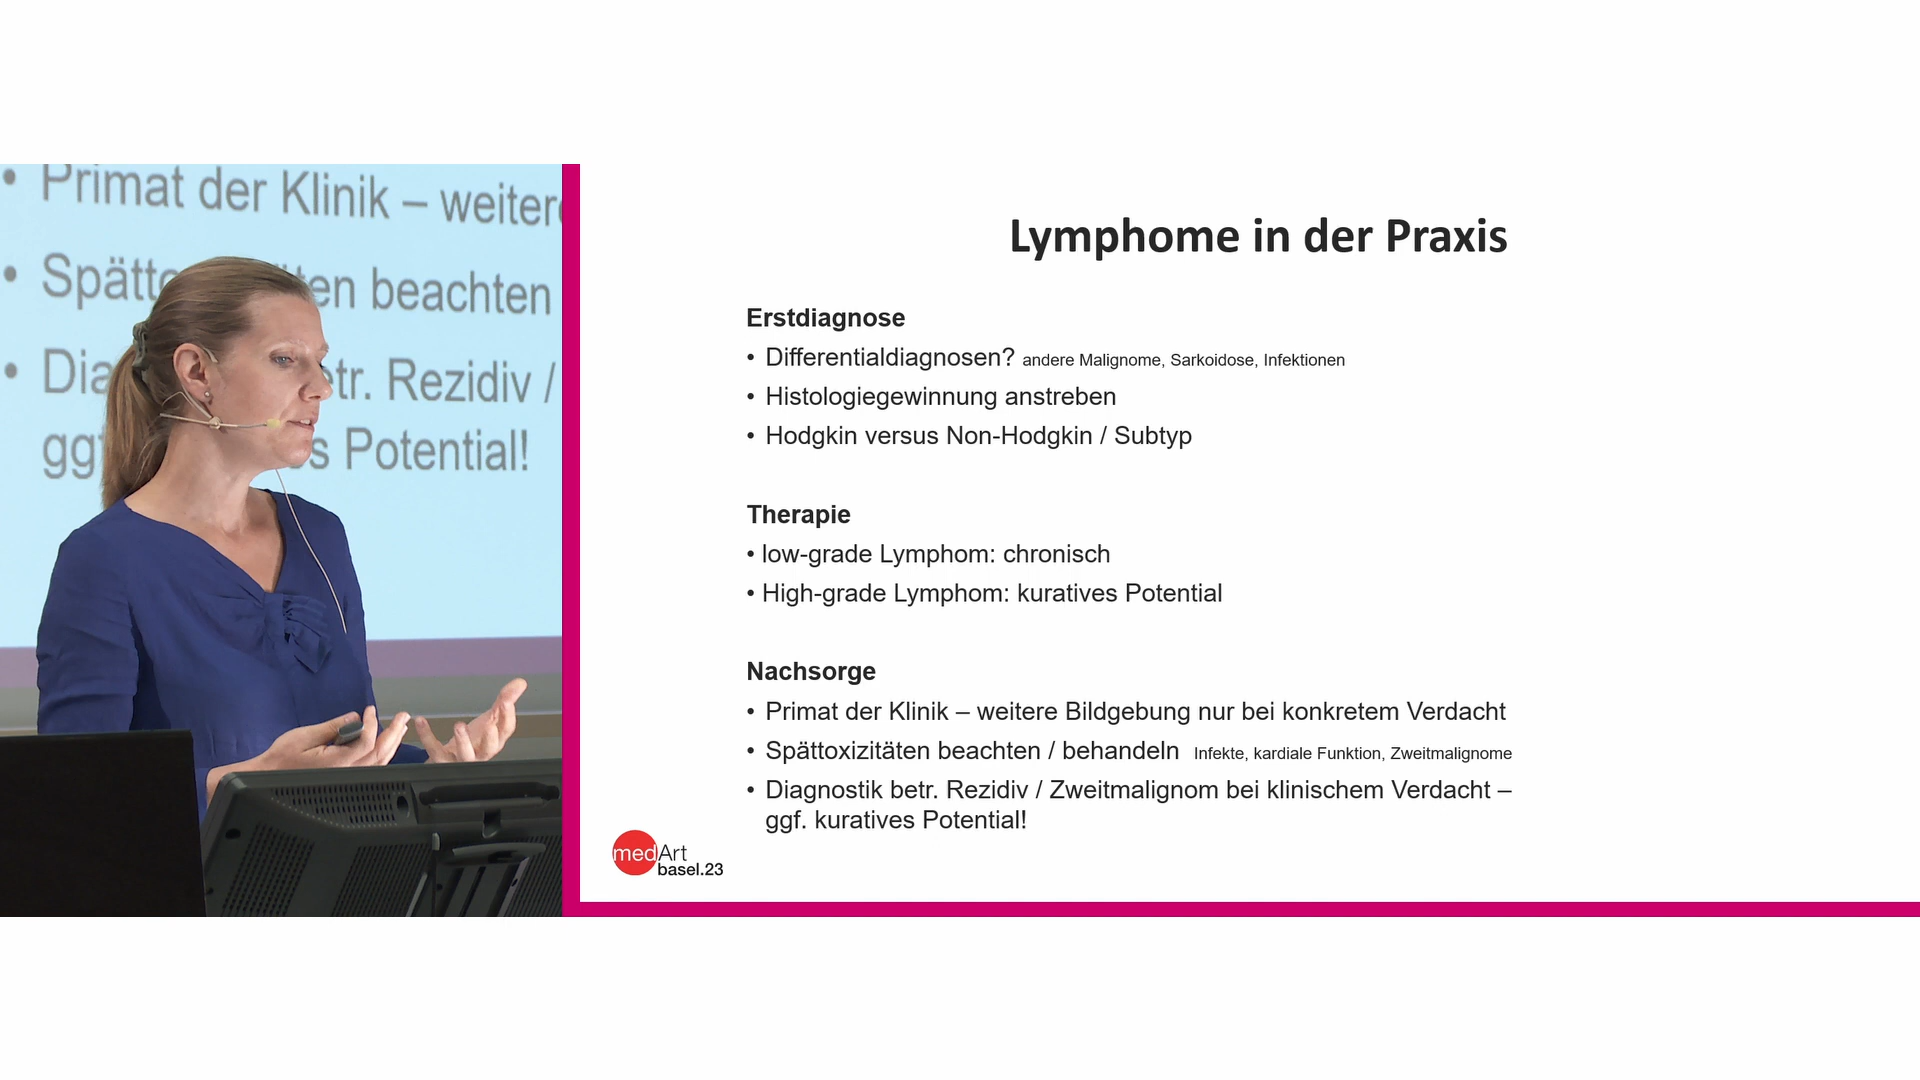 • Primat der Klinik – weitere
• Spätt
en beachten
• Dia
tr. Rezidiv /
gg
s Potential!
Lymphome in der Praxis
Erstdiagnose
• Differentialdiagnosen? andere Malignome, Sarkoidose, Infektionen
• Histologiegewinnung anstreben
• Hodgkin versus Non-Hodgkin / Subtyp
Therapie
• low-grade Lymphom: chronisch
• High-grade Lymphom: kuratives Potential
Nachsorge
• Primat der Klinik – weitere Bildgebung nur bei konkretem Verdacht
• Spättoxizitäten beachten / behandeln Infekte, kardiale Funktion, Zweitmalignome
• Diagnostik betr. Rezidiv / Zweitmalignom bei klinischem Verdacht –
ggf. kuratives Potential!
medArt
basel.23